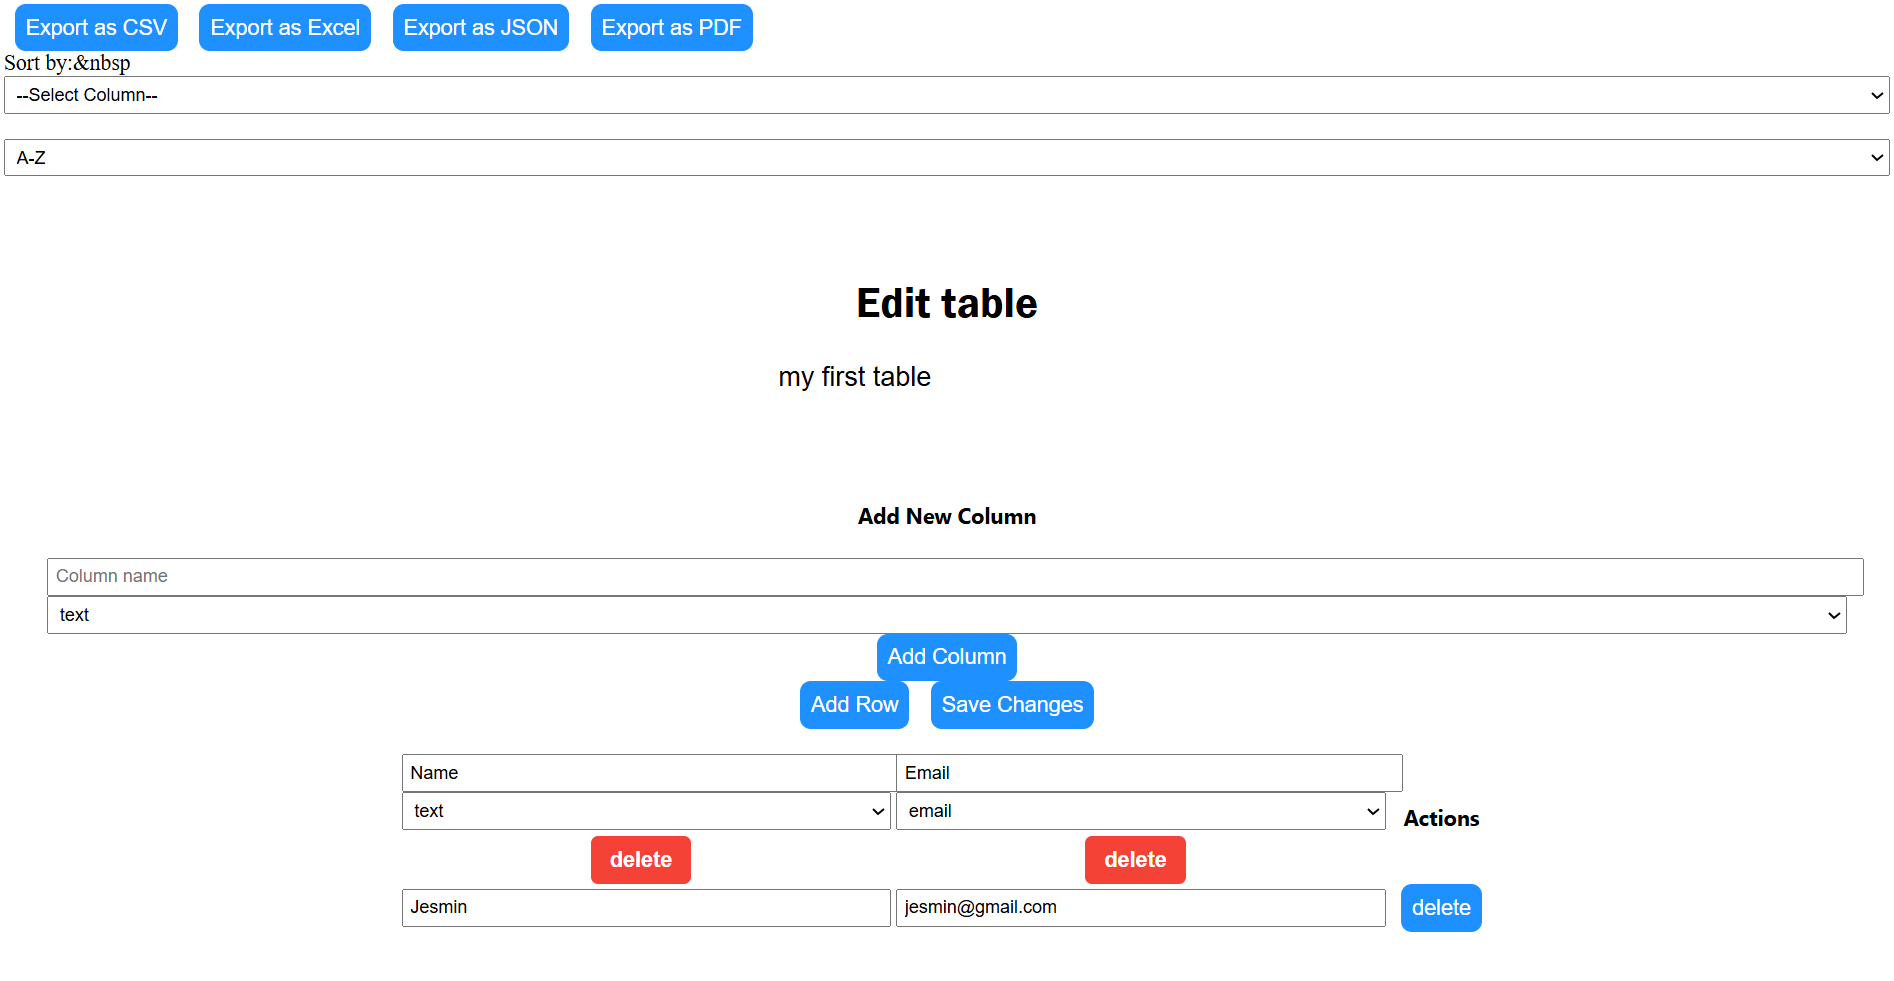 Export as CSV Export as Excel Export as JSON Export as PDF
Sort by:&nbsp
--Select Column--
A-Z
Edit table
my first table
Add New Column
Column name
text
Add Column
Add Row Save Changes
Name Email
text email Actions
delete delete
Jesmin jesmin@gmail.com delete